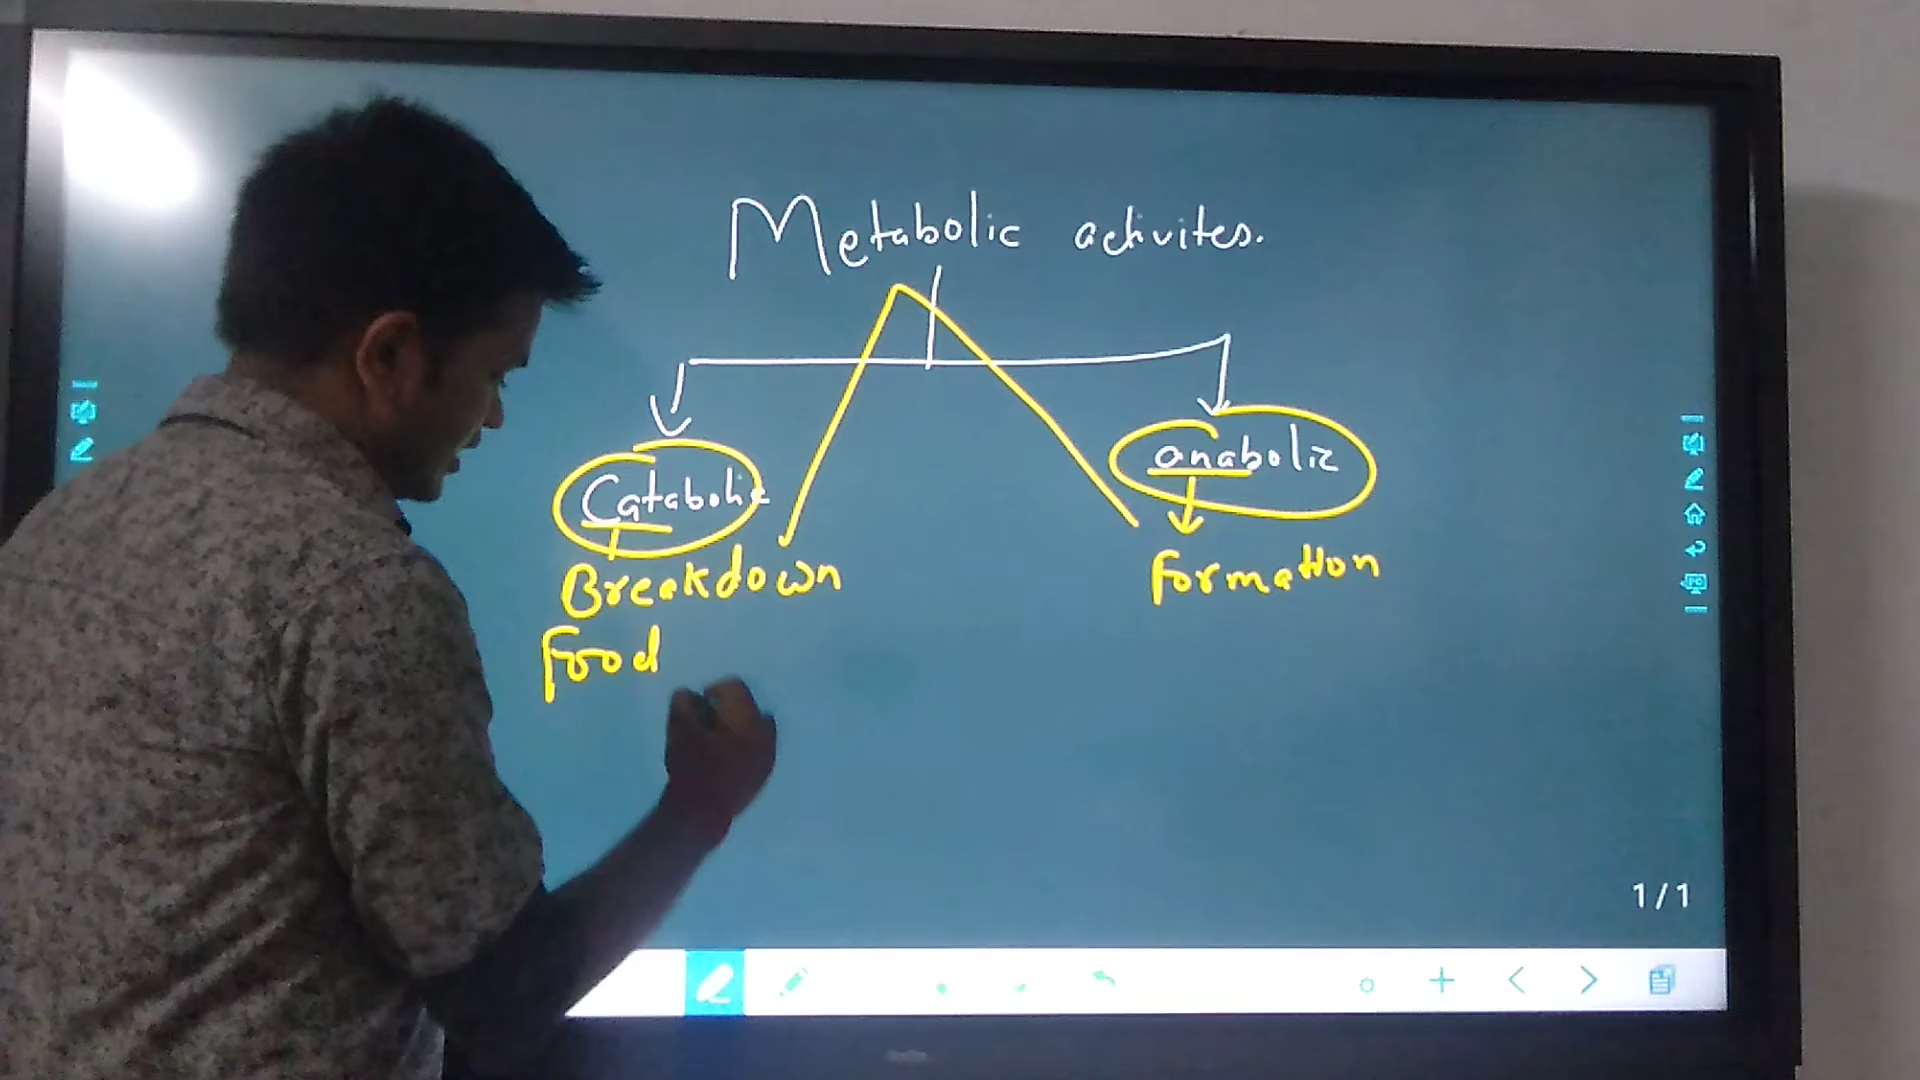 Metabolic activites.
Catabolic
anabolic
Breakdown
formation
food
1/1